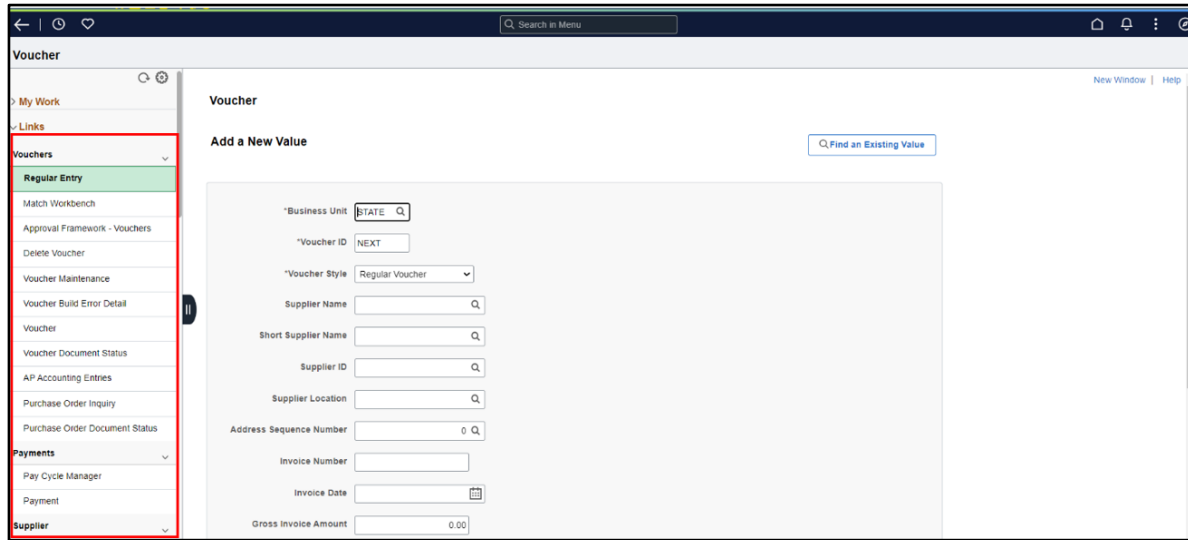 Search in Menu
Voucher
New Window | Help
My Work
Links
Vouchers
Regular Entry
Match Workbench
Approval Framework - Vouchers
Delete Voucher
Voucher Maintenance
Voucher Build Error Detail
Voucher
Voucher Document Status
AP Accounting Entries
Purchase Order Inquiry
Purchase Order Document Status
Payments
Pay Cycle Manager
Payment
Supplier
Voucher
Add a New Value
Find an Existing Value
*Business Unit STATE
*Voucher ID NEXT
*Voucher Style Regular Voucher
Supplier Name
Short Supplier Name
Supplier ID
Supplier Location
Address Sequence Number 0
Invoice Number
Invoice Date
Gross Invoice Amount 0.00